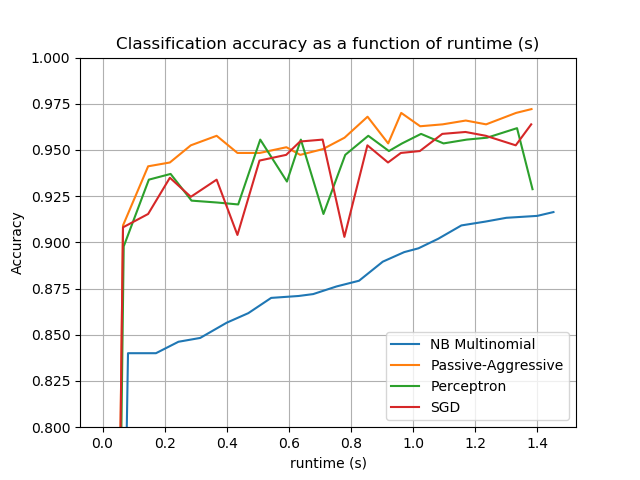 Classification accuracy as a function of runtime (s)
1.000
0.975
0.950
0.925
0.900
0.875
0.850
0.825
0.800
Accuracy
NB Multinomial
Passive-Aggressive
Perceptron
SGD
0.0 0.2 0.4 0.6 0.8 1.0 1.2 1.4
runtime (s)